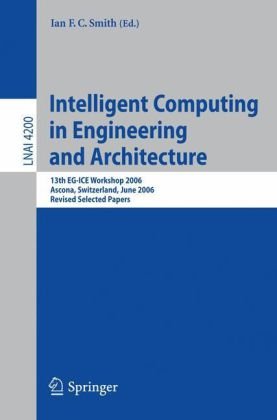 Ian F. C. Smith (Ed.)
LNAI 4200
Intelligent Computing
in Engineering
and Architecture
13th EG-ICE Workshop 2006
Ascona, Switzerland, June 2006
Revised Selected Papers
Springer